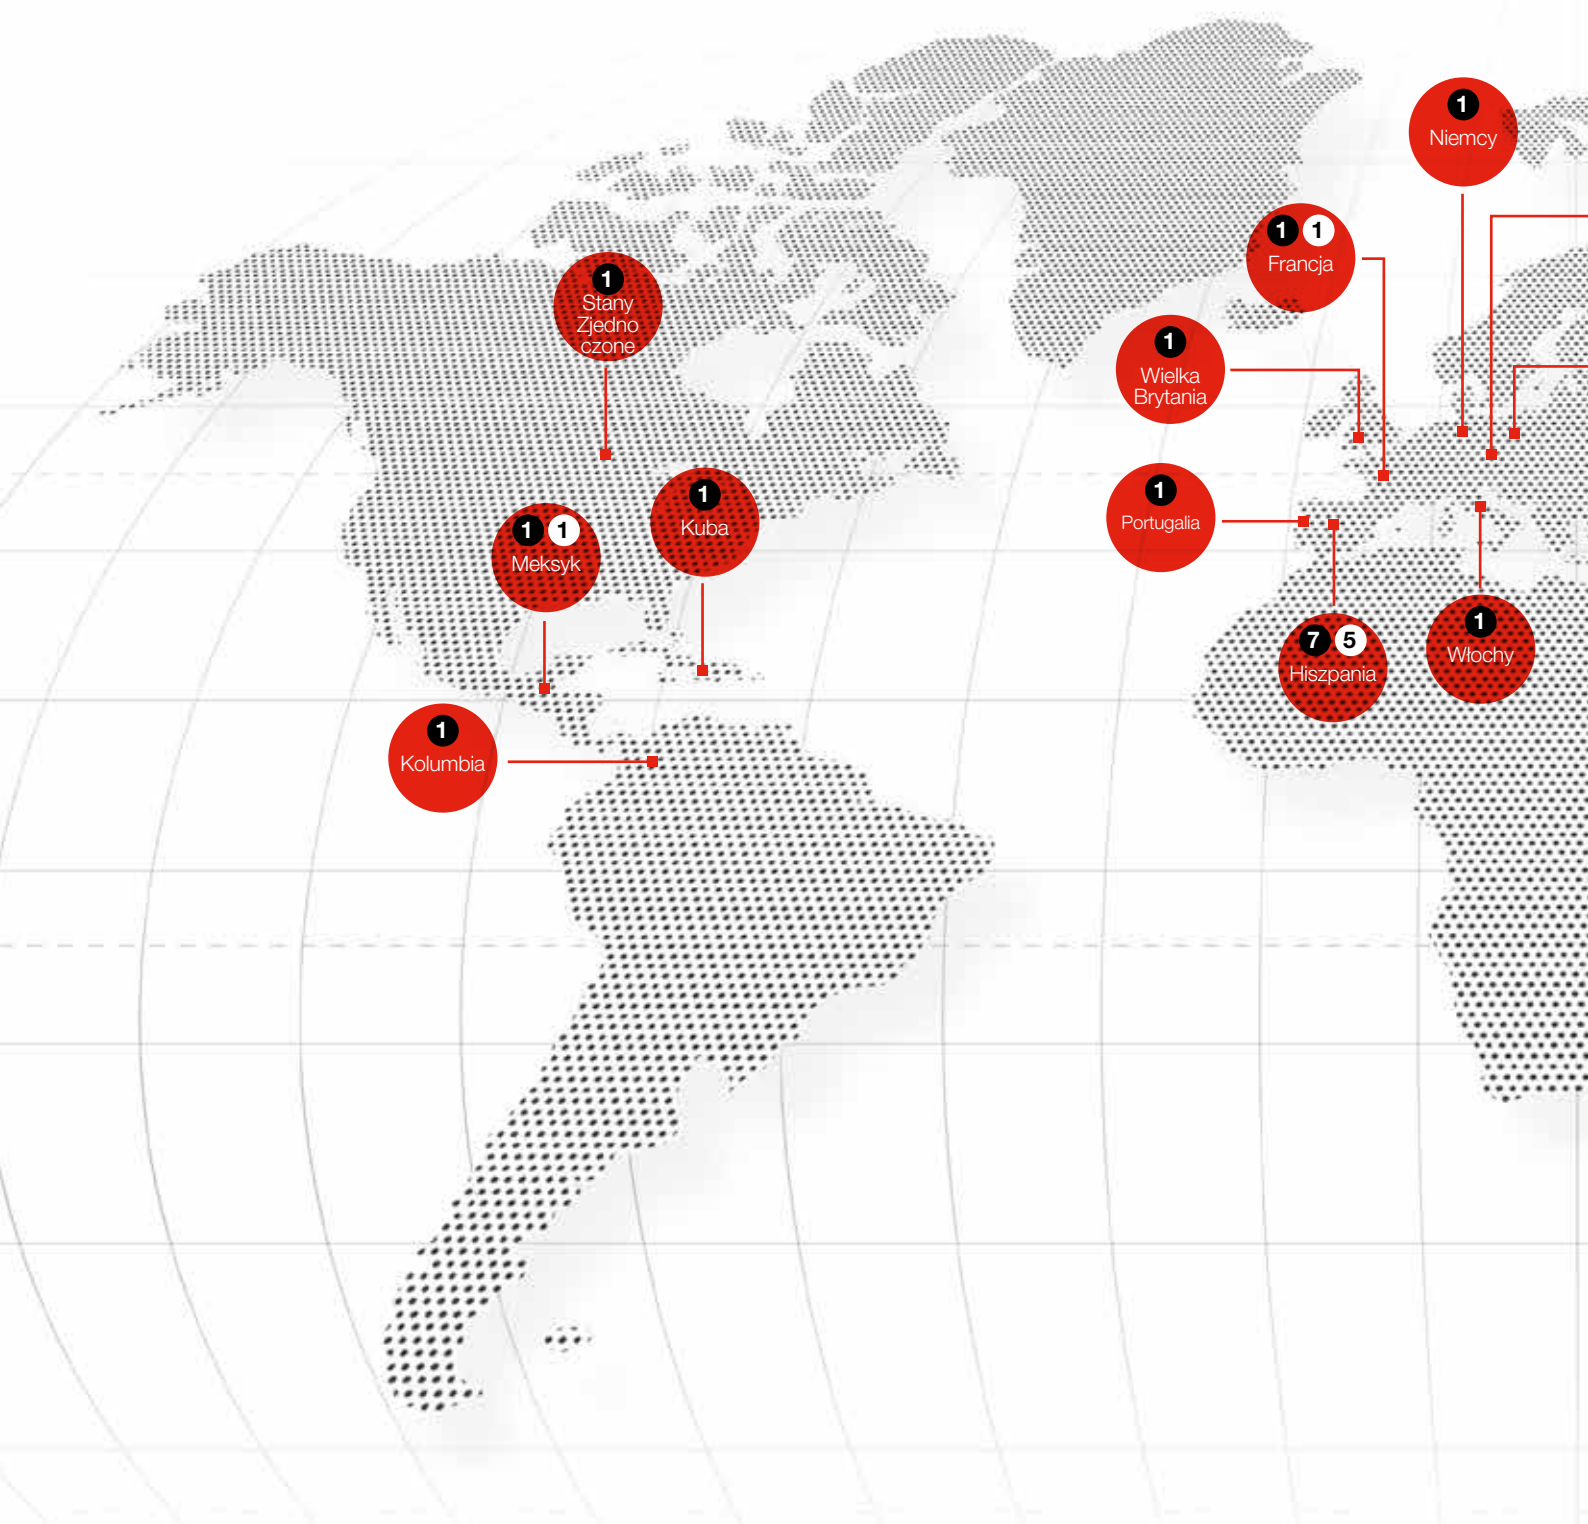 1
Niemcy
1 1
Francja
1
Stany
Zjedno
czone
1
Wielka
Brytania
1
Portugalia
1
Kuba
1 1
Meksyk
7 5
Hiszpania
1
Włochy
1
Kolumbia